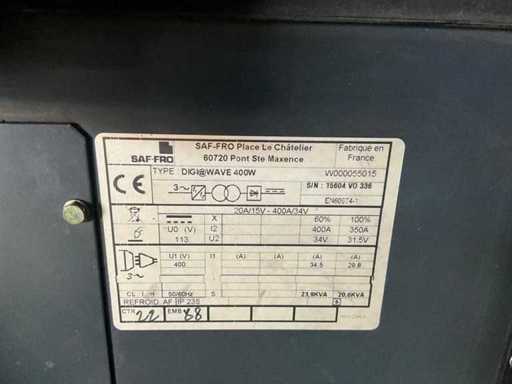 SAF-FRO
SAF-FRO Place Le Châtelier
60720 Pont Ste Maxence
Fabriqué en
France
TYPE : DIGI@WAVE 400W
W000055015
CE
3~
S/N : 15604 VO 336
EN60974-1
20A/15V - 400A/34V
X 60% 100%
U0 (V) I2 400A 350A
113 U2 34V 31.5V
U1 (V) I1 (A) (A) (A) (A)
400 34.5 29.8
3~
50/60Hz S 23,9KVA 20,6KVA
REFROID. AF IP 23S S
CTR 22 EMB 88